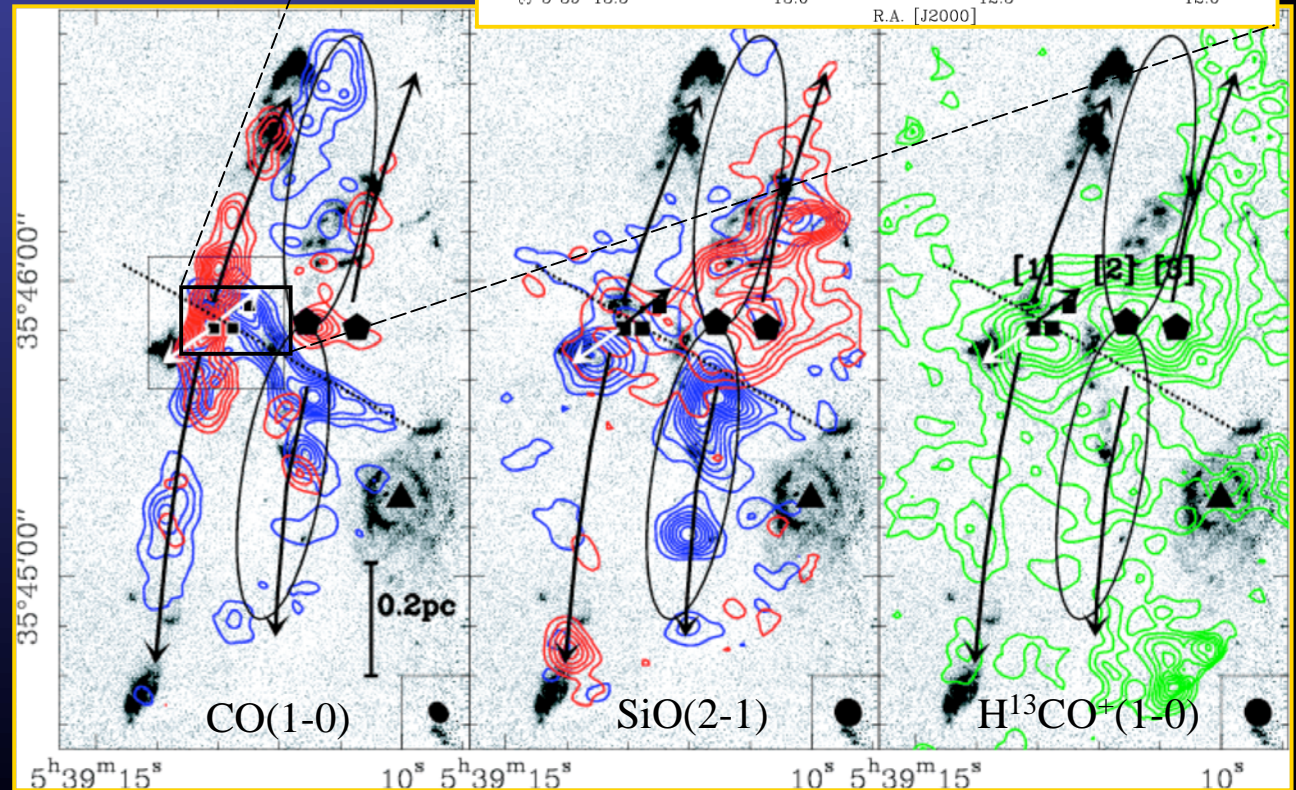 R.A. [J2000]
35°46'00"
35°45'00"
[1] [2] [3]
0.2pc
CO(1-0) SiO(2-1) H¹³CO⁺(1-0)
5ʰ39ᵐ15ˢ 10ˢ 5ʰ39ᵐ15ˢ 10ˢ 5ʰ39ᵐ15ˢ 10ˢ